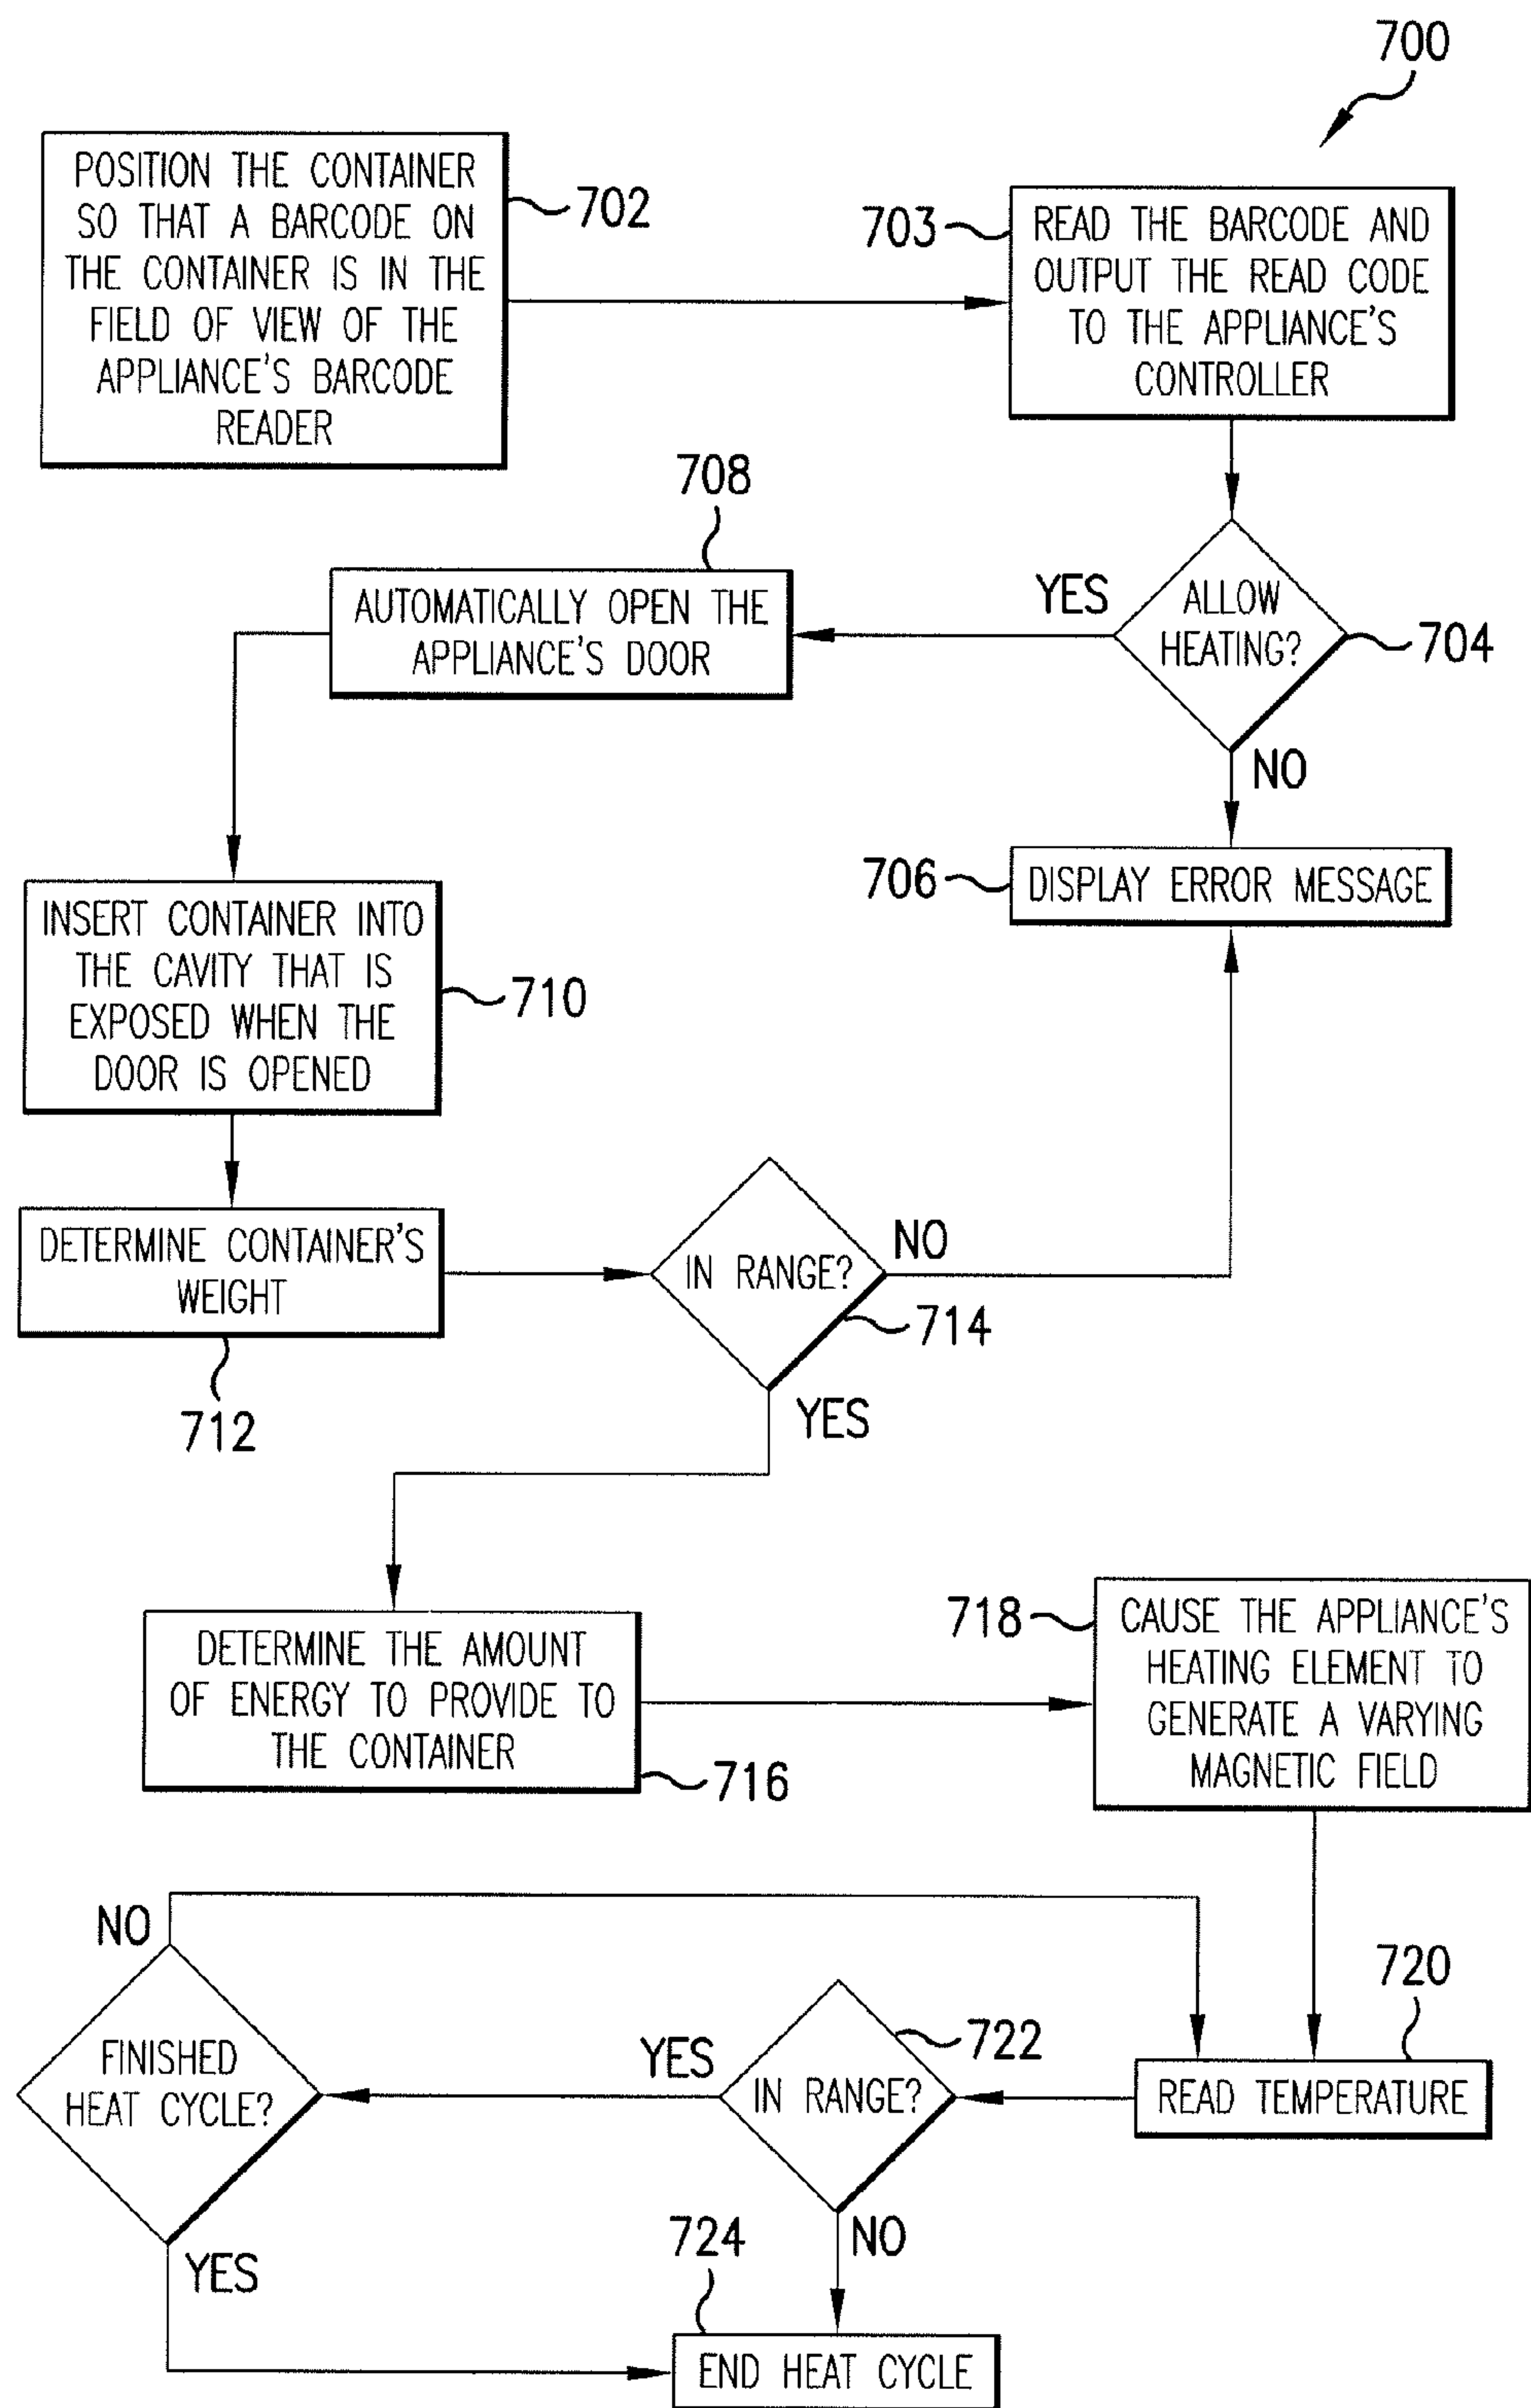 700
POSITION THE CONTAINER
SO THAT A BARCODE ON
THE CONTAINER IS IN THE
FIELD OF VIEW OF THE
APPLIANCE'S BARCODE
READER
702
703
READ THE BARCODE AND
OUTPUT THE READ CODE
TO THE APPLIANCE'S
CONTROLLER
708
AUTOMATICALLY OPEN THE
APPLIANCE'S DOOR
YES
ALLOW
HEATING?
704
NO
706
DISPLAY ERROR MESSAGE
INSERT CONTAINER INTO
THE CAVITY THAT IS
EXPOSED WHEN THE
DOOR IS OPENED
710
DETERMINE CONTAINER'S
WEIGHT
712
IN RANGE?
NO
714
YES
DETERMINE THE AMOUNT
OF ENERGY TO PROVIDE TO
THE CONTAINER
716
718
CAUSE THE APPLIANCE'S
HEATING ELEMENT TO
GENERATE A VARYING
MAGNETIC FIELD
NO
FINISHED
HEAT CYCLE?
YES
YES
IN RANGE?
722
NO
720
READ TEMPERATURE
724
END HEAT CYCLE